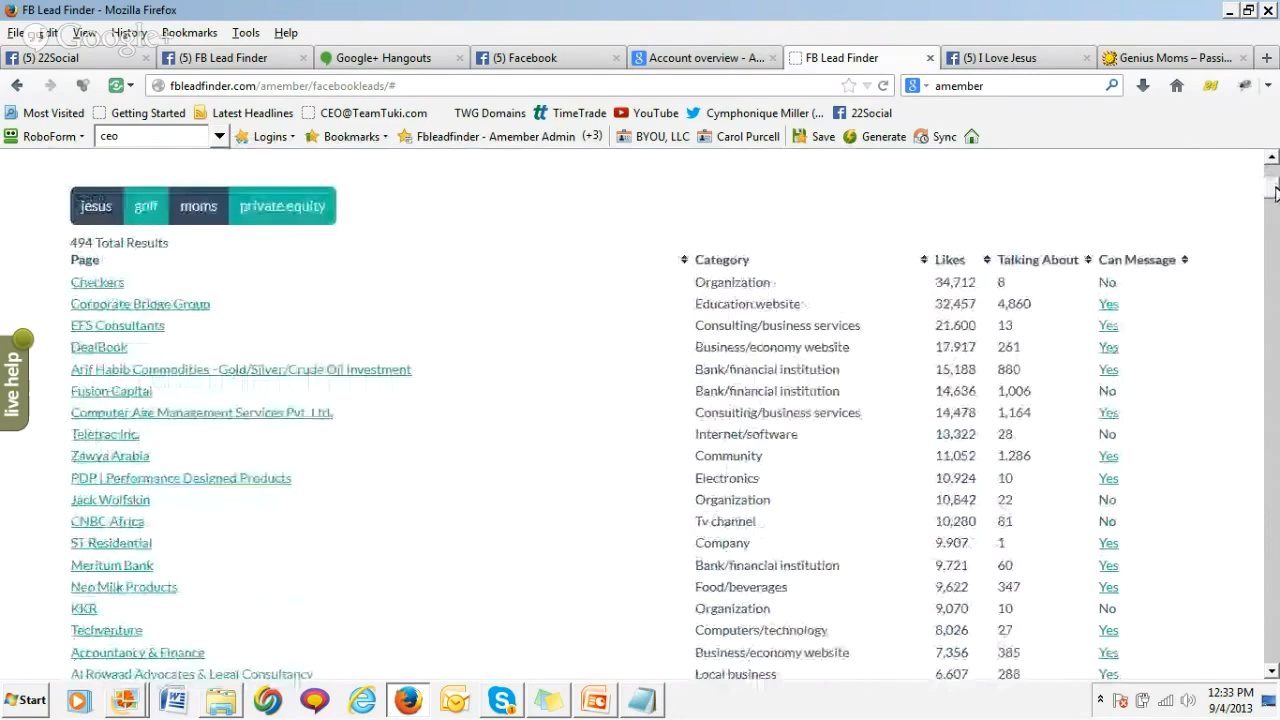 FB Lead Finder - Mozilla Firefox
File Edit View History Bookmarks Tools Help
Google+
(5) 22Social (5) FB Lead Finder Google+ Hangouts (5) Facebook Account overview - A... FB Lead Finder (5) I Love Jesus Genius Moms – Passi...
fbleadfinder.com/amember/facebookleads/# amember
Most Visited Getting Started Latest Headlines CEO@TeamTuki.com TWG Domains TimeTrade YouTube Cymphonique Miller (... 22Social
RoboForm ceo Logins Bookmarks Fbleadfinder - Amember Admin (+3) BYOU, LLC Carol Purcell Save Generate Sync
jesus golf moms private equity
494 Total Results
Page Category Likes Talking About Can Message
Checkers Organization 34,712 8 No
Corporate Bridge Group Education website 32,457 4,860 Yes
EFS Consultants Consulting/business services 21,600 13 Yes
DealBook Business/economy website 17,917 261 Yes
Arif Habib Commodities -Gold/Silver/Crude Oil Investment Bank/financial institution 15,188 880 Yes
Fusion Capital Bank/financial institution 14,636 1,006 No
Computer Age Management Services Pvt. Ltd. Consulting/business services 14,478 1,164 Yes
Teletrac Inc. Internet/software 13,322 28 No
Zawya Arabia Community 11,052 1,286 Yes
PDP | Performance Designed Products Electronics 10,924 10 Yes
Jack Wolfskin Organization 10,842 22 No
CNBC Africa Tv channel 10,280 81 No
ST Residential Company 9,907 1 Yes
Meritum Bank Bank/financial institution 9,721 60 Yes
Neo Milk Products Food/beverages 9,622 347 Yes
KKR Organization 9,070 10 No
Techventure Computers/technology 8,026 27 Yes
Accountancy & Finance Business/economy website 7,356 385 Yes
Al Rowaad Advocates & Legal Consultancy Local business 6,607 288 Yes
live help
Start 12:33 PM
9/4/2013